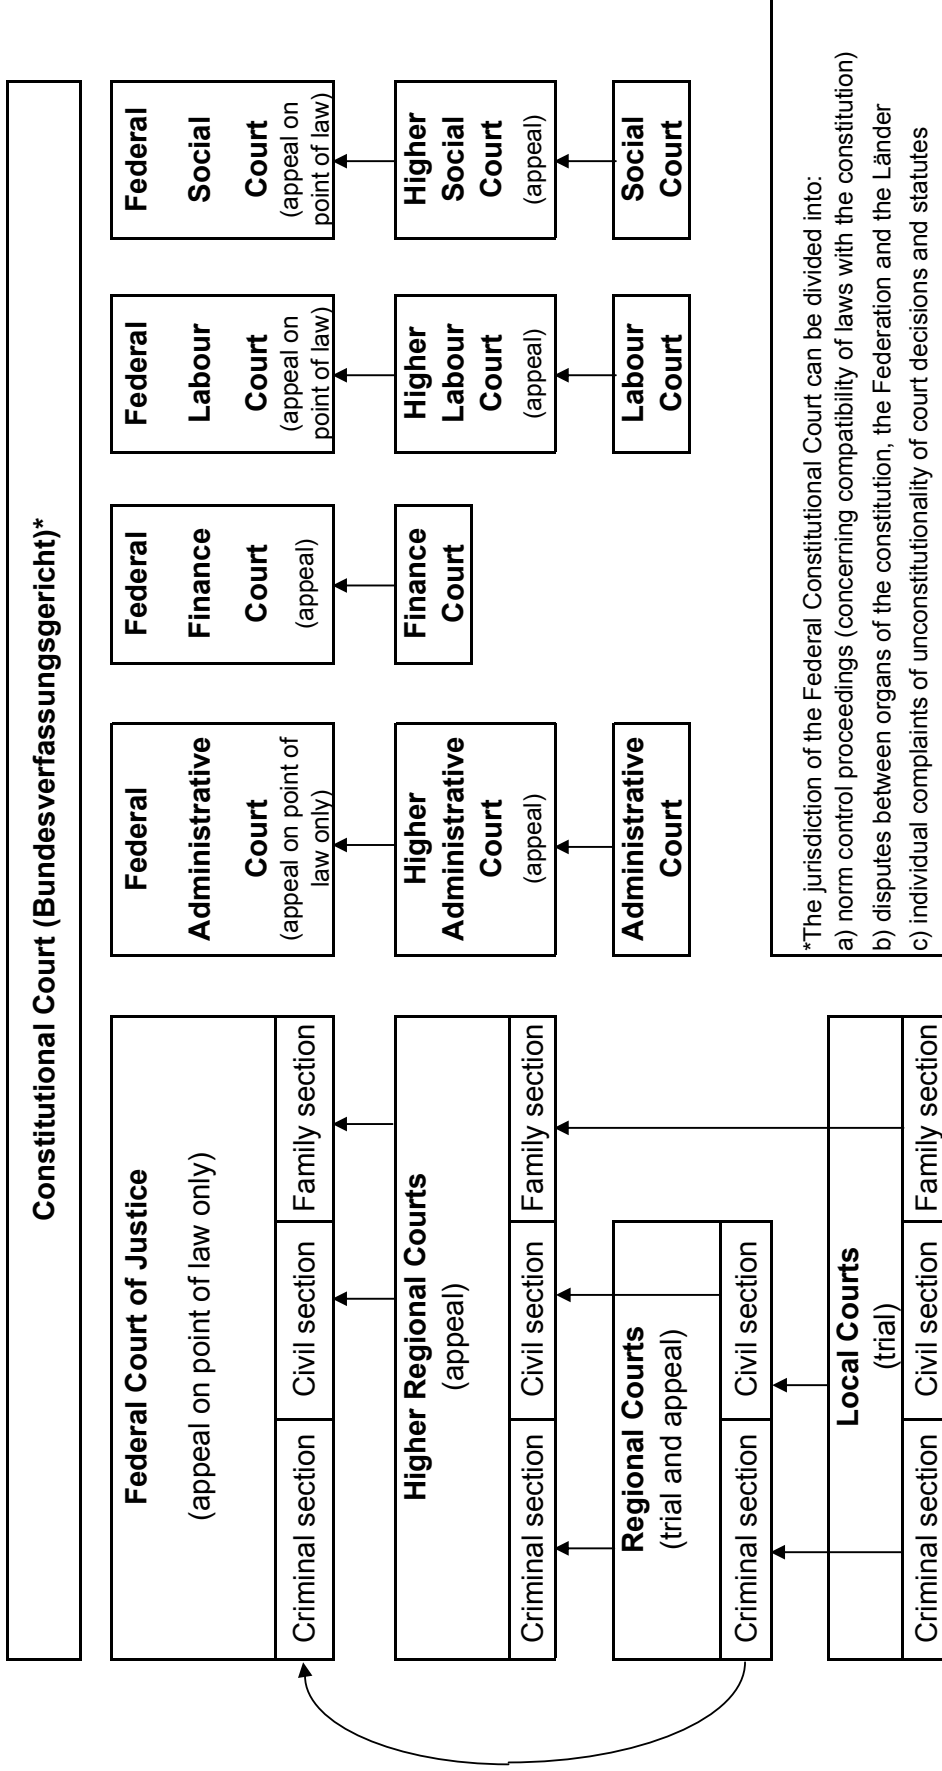 Constitutional Court (Bundesverfassungsgericht)*
Federal Court of Justice
(appeal on point of law only)
Criminal section
Civil section
Family section
Higher Regional Courts
(appeal)
Criminal section
Civil section
Family section
Regional Courts
(trial and appeal)
Criminal section
Civil section
Local Courts
(trial)
Criminal section
Civil section
Family section
Federal
Administrative
Court
(appeal on point of
law only)
Higher
Administrative
Court
(appeal)
Administrative
Court
Federal
Finance
Court
(appeal)
Finance
Court
Federal
Labour
Court
(appeal on
point of law)
Higher
Labour
Court
(appeal)
Labour
Court
Federal
Social
Court
(appeal on
point of law)
Higher
Social
Court
(appeal)
Social
Court
*The jurisdiction of the Federal Constitutional Court can be divided into:
a) norm control proceedings (concerning compatibility of laws with the constitution)
b) disputes between organs of the constitution, the Federation and the Länder
c) individual complaints of unconstitutionality of court decisions and statutes